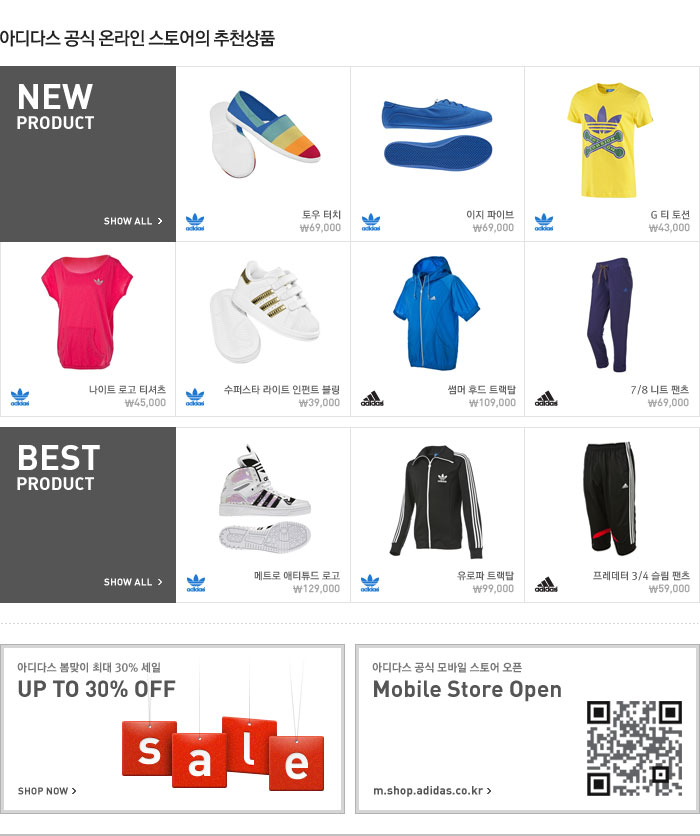 아디다스 공식 온라인 스토어의 추천상품
NEW
PRODUCT
SHOW ALL >
adidas
토우 터치
₩69,000
adidas
이지 파이브
₩69,000
adidas
G 티 토션
₩43,000
adidas
나이트 로고 티셔츠
₩45,000
adidas
수퍼스타 라이트 인펀트 블링
₩39,000
adidas
썸머 후드 트랙탑
₩109,000
adidas
7/8 니트 팬츠
₩69,000
BEST
PRODUCT
SHOW ALL >
adidas
메트로 애티튜드 로고
₩129,000
adidas
유로파 트랙탑
₩99,000
adidas
프레데터 3/4 슬림 팬츠
₩59,000
아디다스 봄맞이 최대 30% 세일
UP TO 30% OFF
sale
SHOP NOW >
아디다스 공식 모바일 스토어 오픈
Mobile Store Open
m.shop.adidas.co.kr >